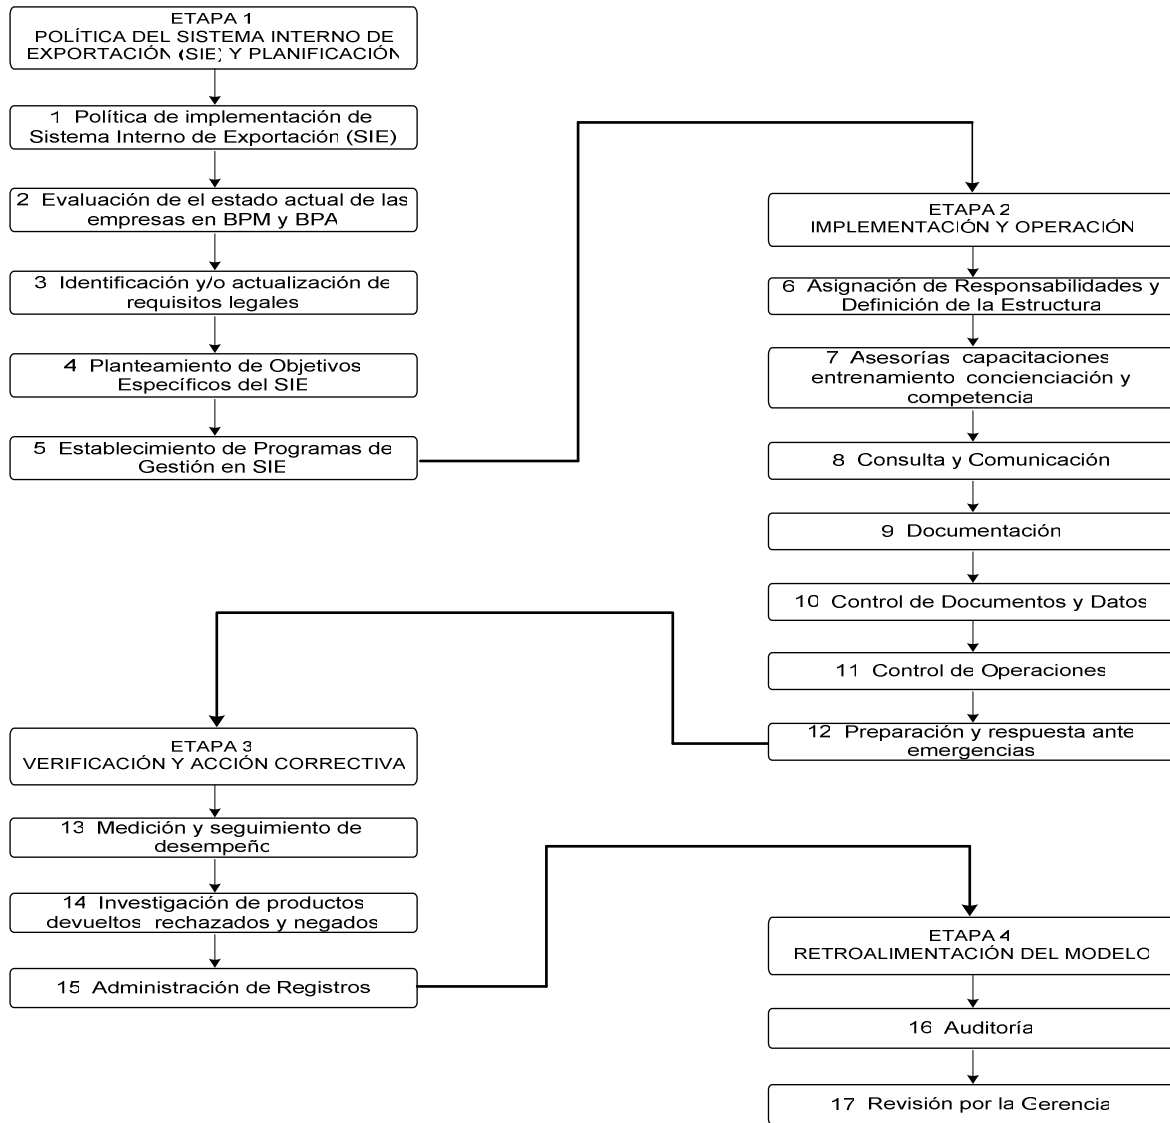 ETAPA 1
POLÍTICA DEL SISTEMA INTERNO DE
EXPORTACIÓN (SIE) Y PLANIFICACIÓN
1 Política de implementación de
Sistema Interno de Exportación (SIE)
2 Evaluación de el estado actual de las
empresas en BPM y BPA
3 Identificación y/o actualización de
requisitos legales
4 Planteamiento de Objetivos
Específicos del SIE
5 Establecimiento de Programas de
Gestión en SIE
ETAPA 2
IMPLEMENTACIÓN Y OPERACIÓN
6 Asignación de Responsabilidades y
Definición de la Estructura
7 Asesorías capacitaciones
entrenamiento concienciación y
competencia
8 Consulta y Comunicación
9 Documentación
10 Control de Documentos y Datos
11 Control de Operaciones
12 Preparación y respuesta ante
emergencias
ETAPA 3
VERIFICACIÓN Y ACCIÓN CORRECTIVA
13 Medición y seguimiento de
desempeño
14 Investigación de productos
devueltos rechazados y negados
15 Administración de Registros
ETAPA 4
RETROALIMENTACIÓN DEL MODELO
16 Auditoría
17 Revisión por la Gerencia